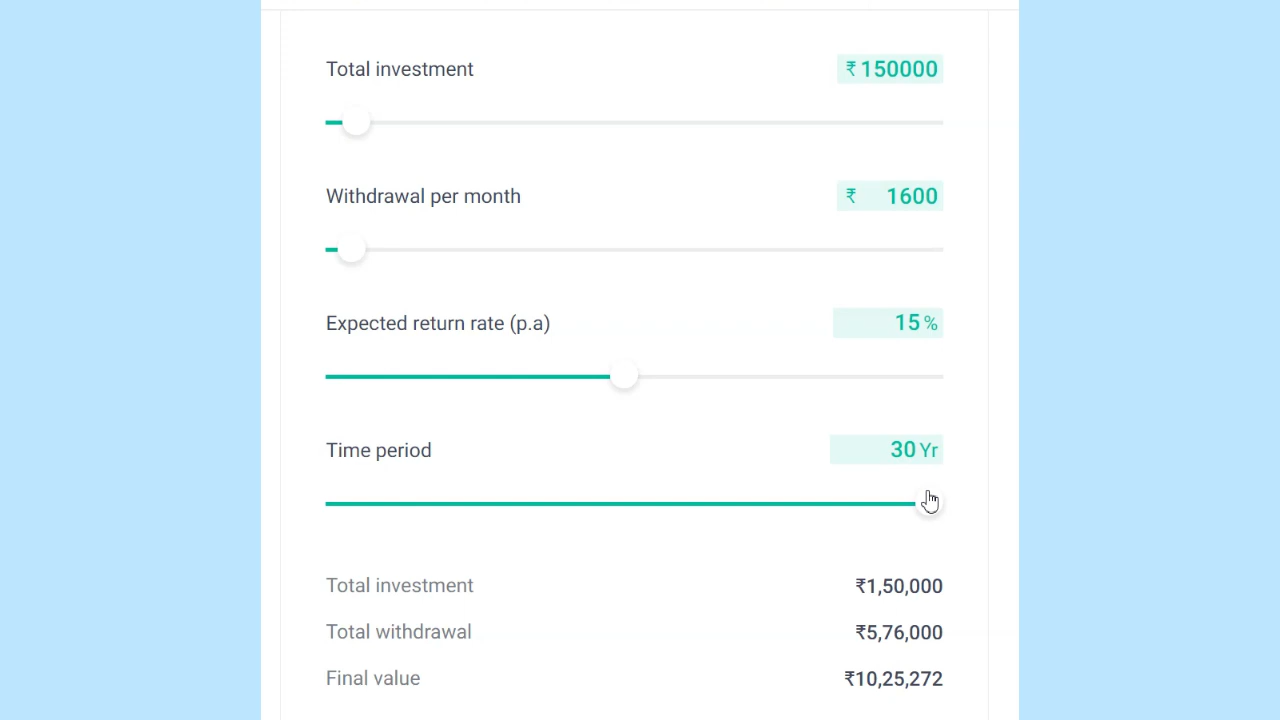 Total investment ₹ 150000
Withdrawal per month ₹ 1600
Expected return rate (p.a) 15 %
Time period 30 Yr
Total investment ₹1,50,000
Total withdrawal ₹5,76,000
Final value ₹10,25,272